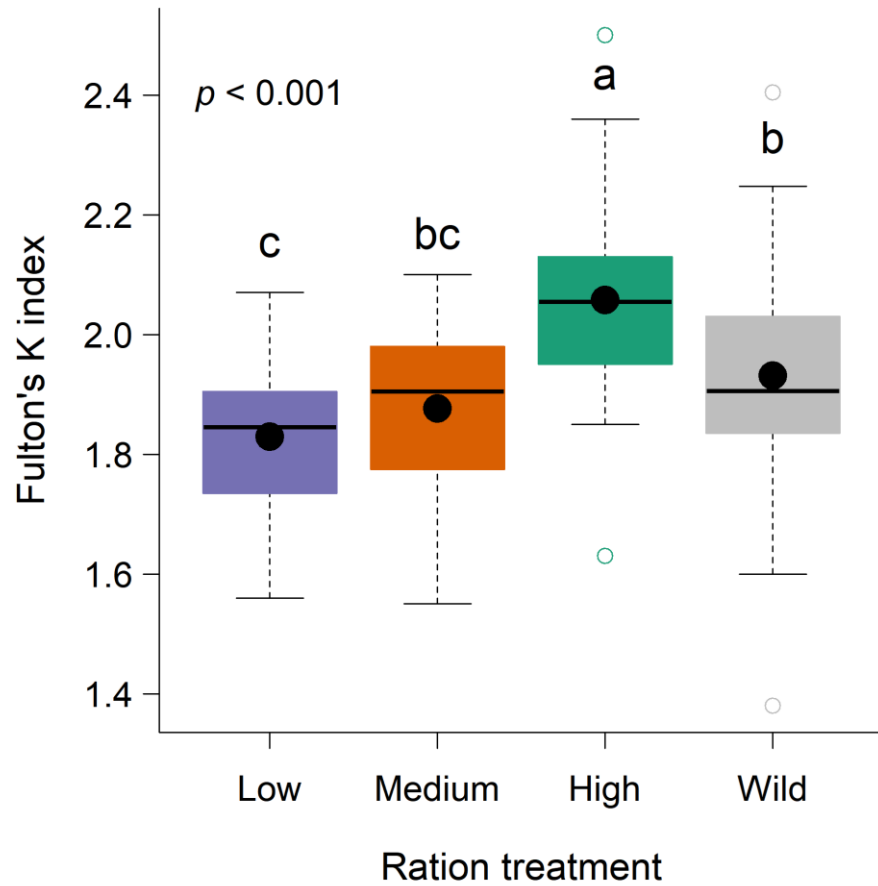 p < 0.001
a
b
c
bc
Fulton's K index
2.4
2.2
2.0
1.8
1.6
1.4
Low Medium High Wild
Ration treatment